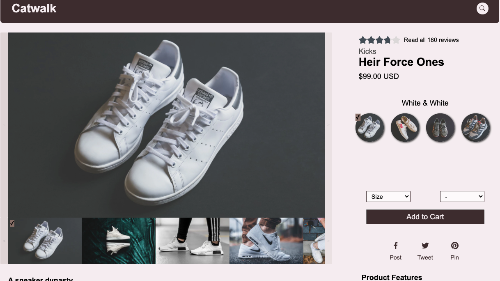 Catwalk
Read all 160 reviews
Kicks
Heir Force Ones
$99.00 USD
White & White
Size
-
Add to Cart
Post
Tweet
Pin
A sneaker dynasty
Product Features